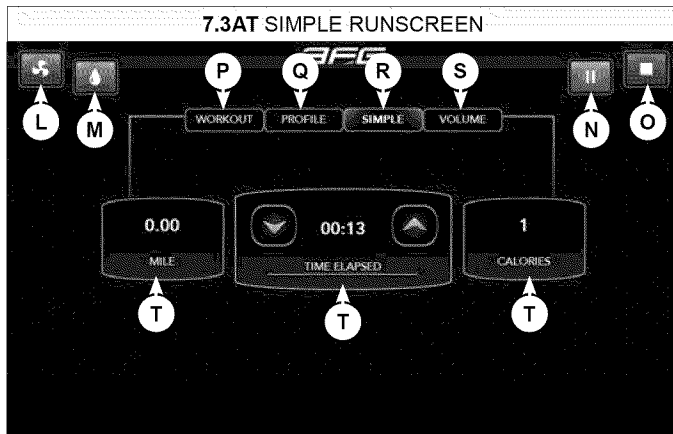 7.3AT SIMPLE RUNSCREEN
AFG
P Q R S
L M N O
WORKOUT PROFILE SIMPLE VOLUME
0.00 00:13 1
MILE TIME ELAPSED CALORIES
T T T